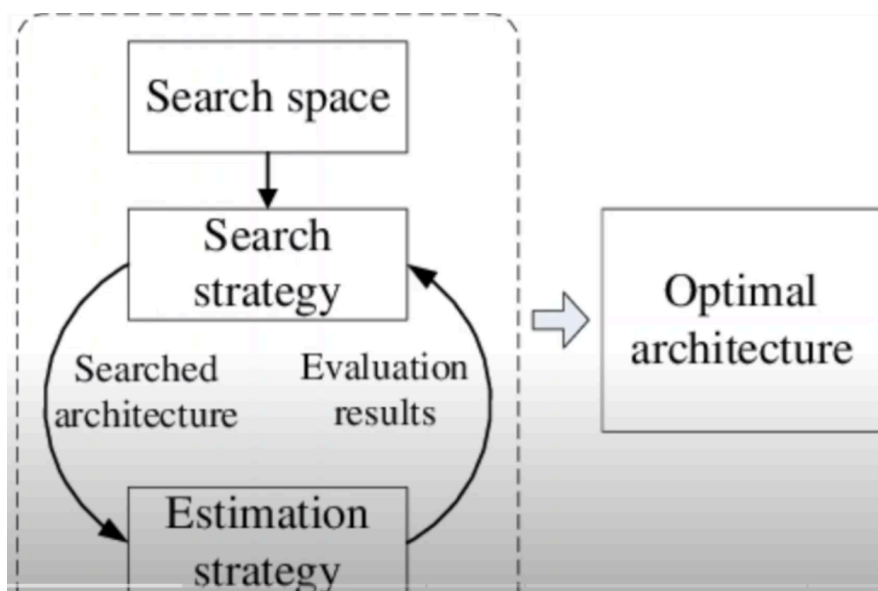 Search space
Search
strategy
Searched
architecture
Evaluation
results
Estimation
strategy
Optimal
architecture